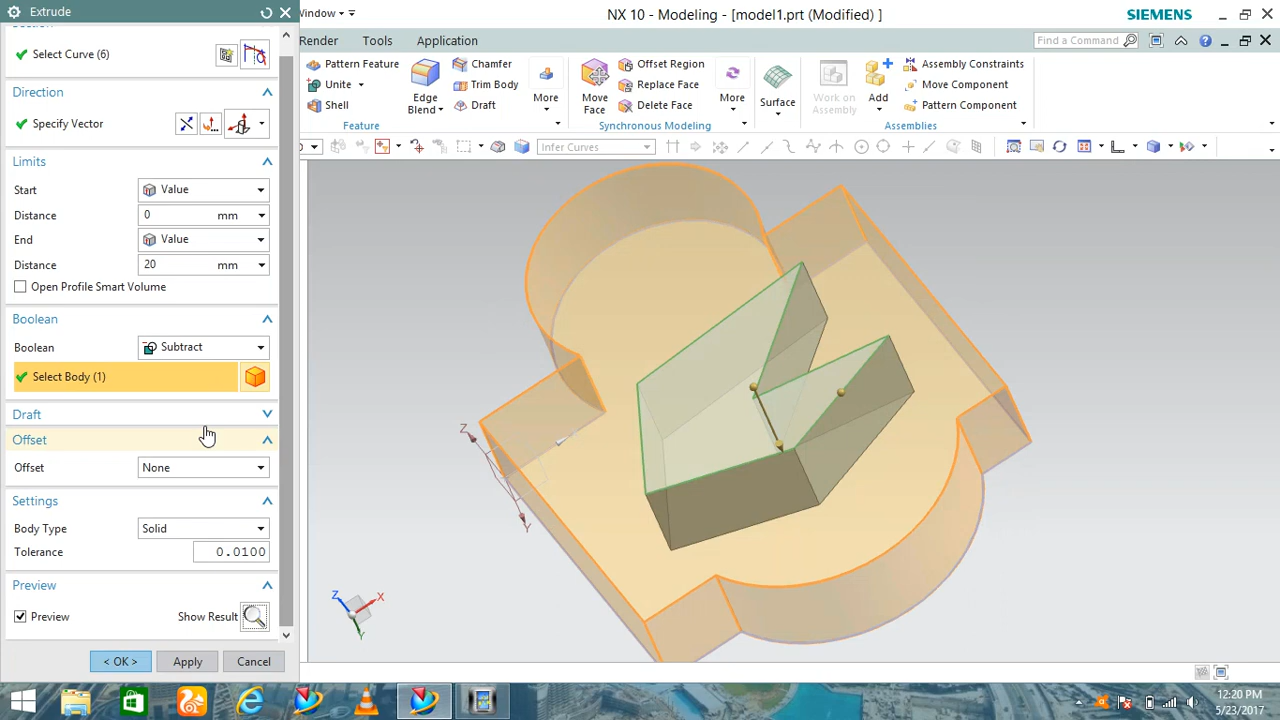 Extrude
Window
NX 10 - Modeling - [model1.prt (Modified) ]
SIEMENS
Render
Tools
Application
Find a Command
Select Curve (6)
Direction
Specify Vector
Limits
Start
Value
Distance
0
mm
End
Value
Distance
20
mm
Open Profile Smart Volume
Boolean
Boolean
Subtract
Select Body (1)
Draft
Offset
Offset
None
Settings
Body Type
Solid
Tolerance
0.0100
Preview
Preview
Show Result
< OK >
Apply
Cancel
Pattern Feature
Unite
Shell
Edge
Blend
Chamfer
Trim Body
Draft
More
Feature
Move
Face
Offset Region
Replace Face
Delete Face
More
Synchronous Modeling
Surface
Work on
Assembly
Add
Assembly Constraints
Move Component
Pattern Component
Assemblies
Infer Curves
Z
Y
Z
X
Y
12:20 PM
5/23/2017